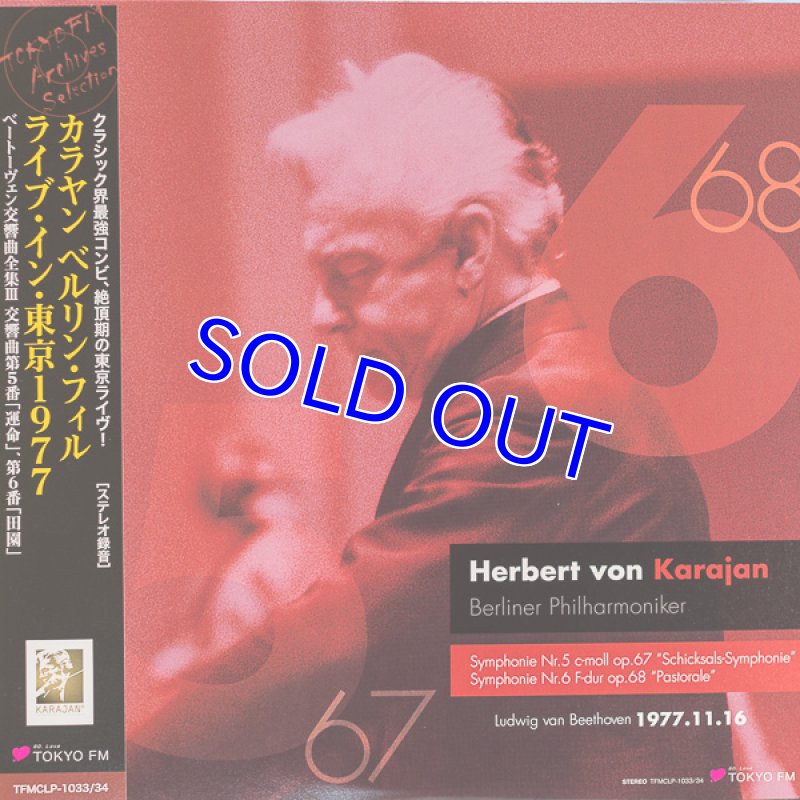 TOKYO FM
Archives
Selection
クラシック界最強コンビ、絶頂期の東京ライヴ！ [ステレオ録音]
カラヤン ベルリン・フィル
ライブ・イン・東京1977
ベートーヴェン交響曲全集III 交響曲第5番「運命」、第6番「田園」
KARAJAN®
80. Love
TOKYO FM
TFMCLP-1033/34
68
6
SOLD OUT
Herbert von Karajan
Berliner Philharmoniker
Symphonie Nr.5 c-moll op.67 "Schicksals-Symphonie"
Symphonie Nr.6 F-dur op.68 "Pastorale"
Ludwig van Beethoven 1977.11.16
5
67
STEREO TFMCLP-1033/34
80. Love
TOKYO FM